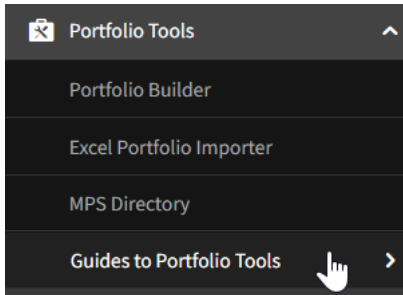 Portfolio Tools
Portfolio Builder
Excel Portfolio Importer
MPS Directory
Guides to Portfolio Tools